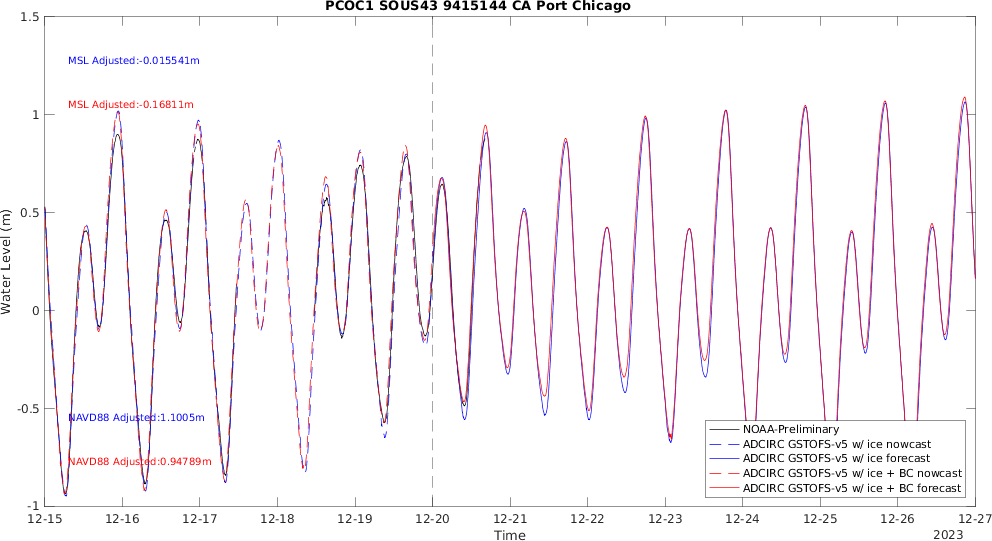 PCOC1 SOUS43 9415144 CA Port Chicago
1.5
MSL Adjusted:-0.015541m
MSL Adjusted:-0.16811m
1
0.5
Water Level (m)
0
-0.5
NAVD88 Adjusted:1.1005m
NAVD88 Adjusted:0.94789m
-1
NOAA-Preliminary
ADCIRC GSTOFS-v5 w/ ice nowcast
ADCIRC GSTOFS-v5 w/ ice forecast
ADCIRC GSTOFS-v5 w/ ice + BC nowcast
ADCIRC GSTOFS-v5 w/ ice + BC forecast
12-15 12-16 12-17 12-18 12-19 12-20 12-21 12-22 12-23 12-24 12-25 12-26 12-27
Time
2023